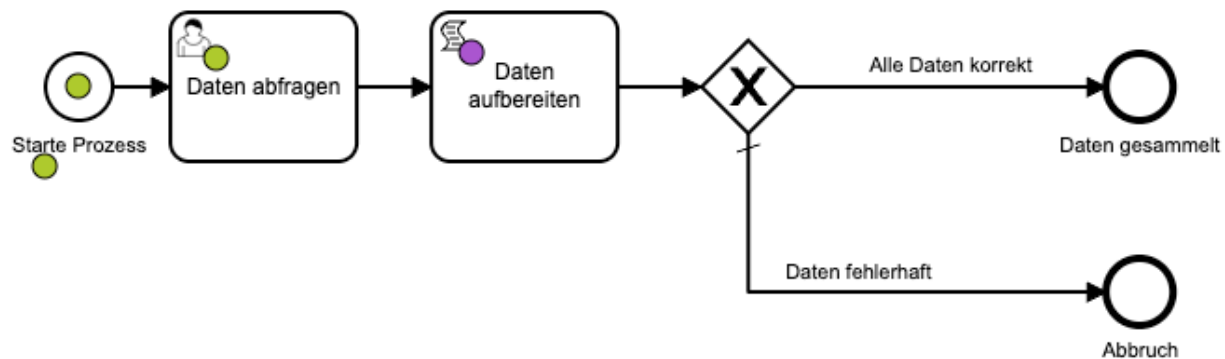 Starte Prozess
Daten abfragen
Daten
aufbereiten
Alle Daten korrekt
Daten gesammelt
Daten fehlerhaft
Abbruch